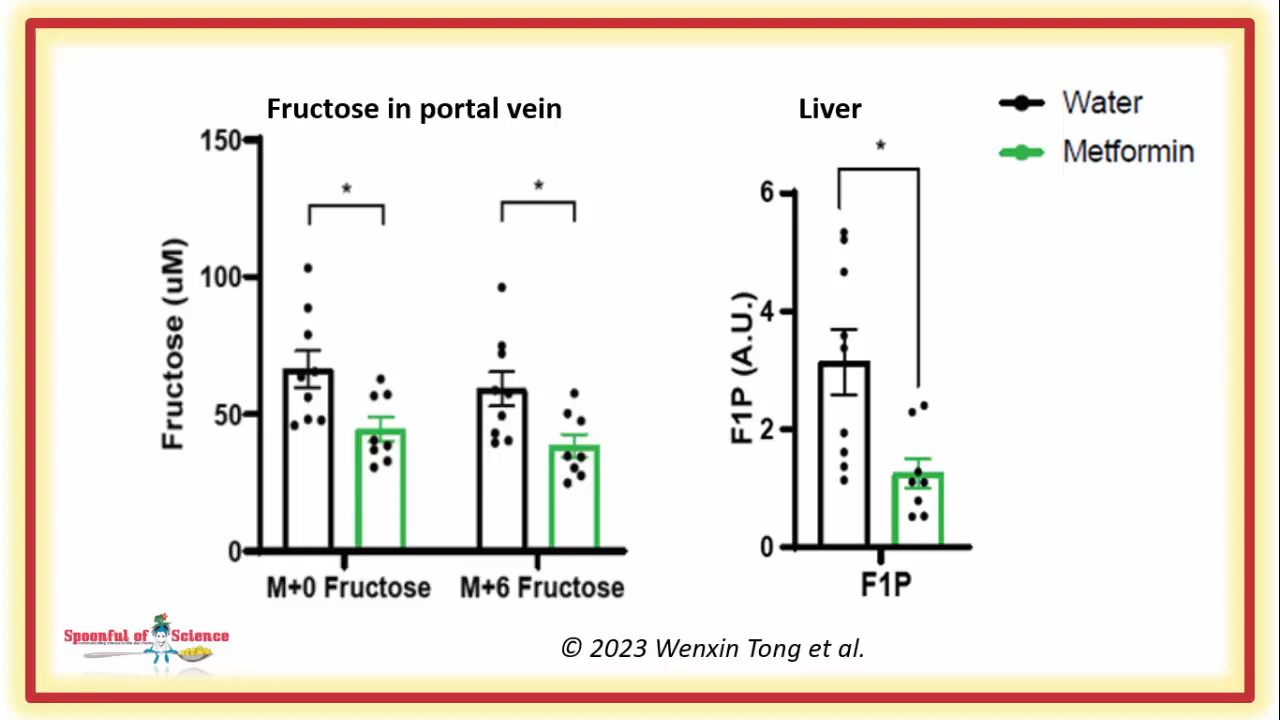 Fructose in portal vein
Liver
Water
Metformin
*
*
*
150
100
50
0
Fructose (uM)
M+0 Fructose
M+6 Fructose
6
4
2
0
F1P (A.U.)
F1P
Spoonful of Science
© 2023 Wenxin Tong et al.